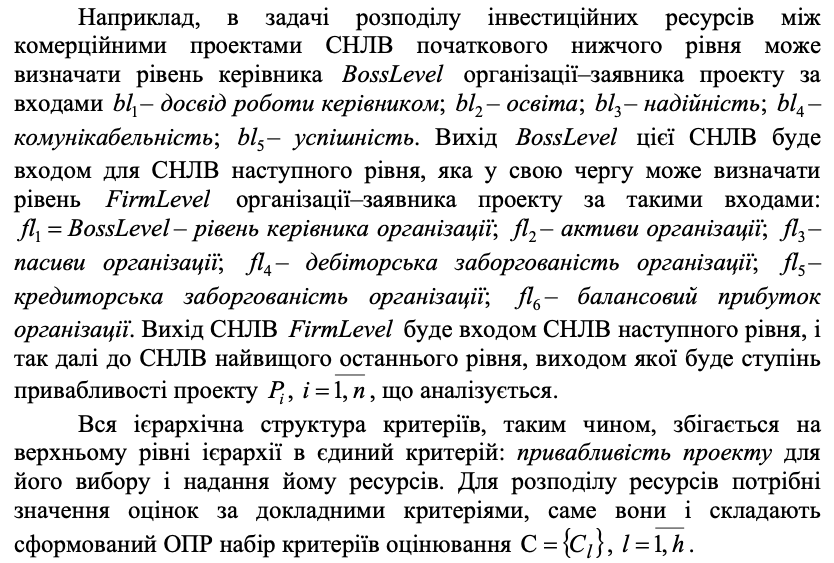 Наприклад, в задачі розподілу інвестиційних ресурсів між
комерційними проектами СНЛВ початкового нижчого рівня може
визначати рівень керівника BossLevel організації–заявника проекту за
входами bl₁– досвід роботи керівником; bl₂– освіта; bl₃– надійність; bl₄–
комунікабельність; bl₅– успішність. Вихід BossLevel цієї СНЛВ буде
входом для СНЛВ наступного рівня, яка у свою чергу може визначати
рівень FirmLevel організації–заявника проекту за такими входами:
fl₁ = BossLevel – рівень керівника організації; fl₂– активи організації; fl₃–
пасиви організації; fl₄– дебіторська заборгованість організації; fl₅–
кредиторська заборгованість організації; fl₆– балансовий прибуток
організації. Вихід СНЛВ FirmLevel буде входом СНЛВ наступного рівня, і
так далі до СНЛВ найвищого останнього рівня, виходом якої буде ступінь
привабливості проекту Pᵢ, i = 1, n, що аналізується.
Вся ієрархічна структура критеріїв, таким чином, збігається на
верхньому рівні ієрархії в єдиний критерій: привабливість проекту для
його вибору і надання йому ресурсів. Для розподілу ресурсів потрібні
значення оцінок за докладними критеріями, саме вони і складають
сформований ОПР набір критеріїв оцінювання C = {Cₗ}, l = 1, h.